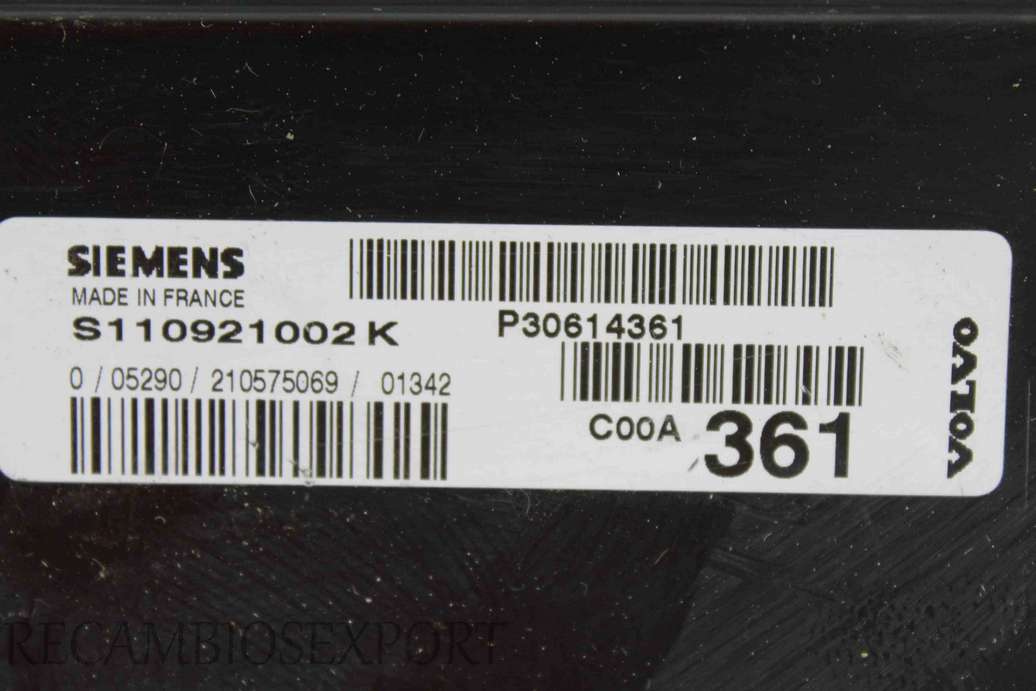 SIEMENS
MADE IN FRANCE
S110921002 K
P30614361
0 / 05290 / 210575069 / 01342
C00A 361
VOLVO
RECAMBIOSEXPORT